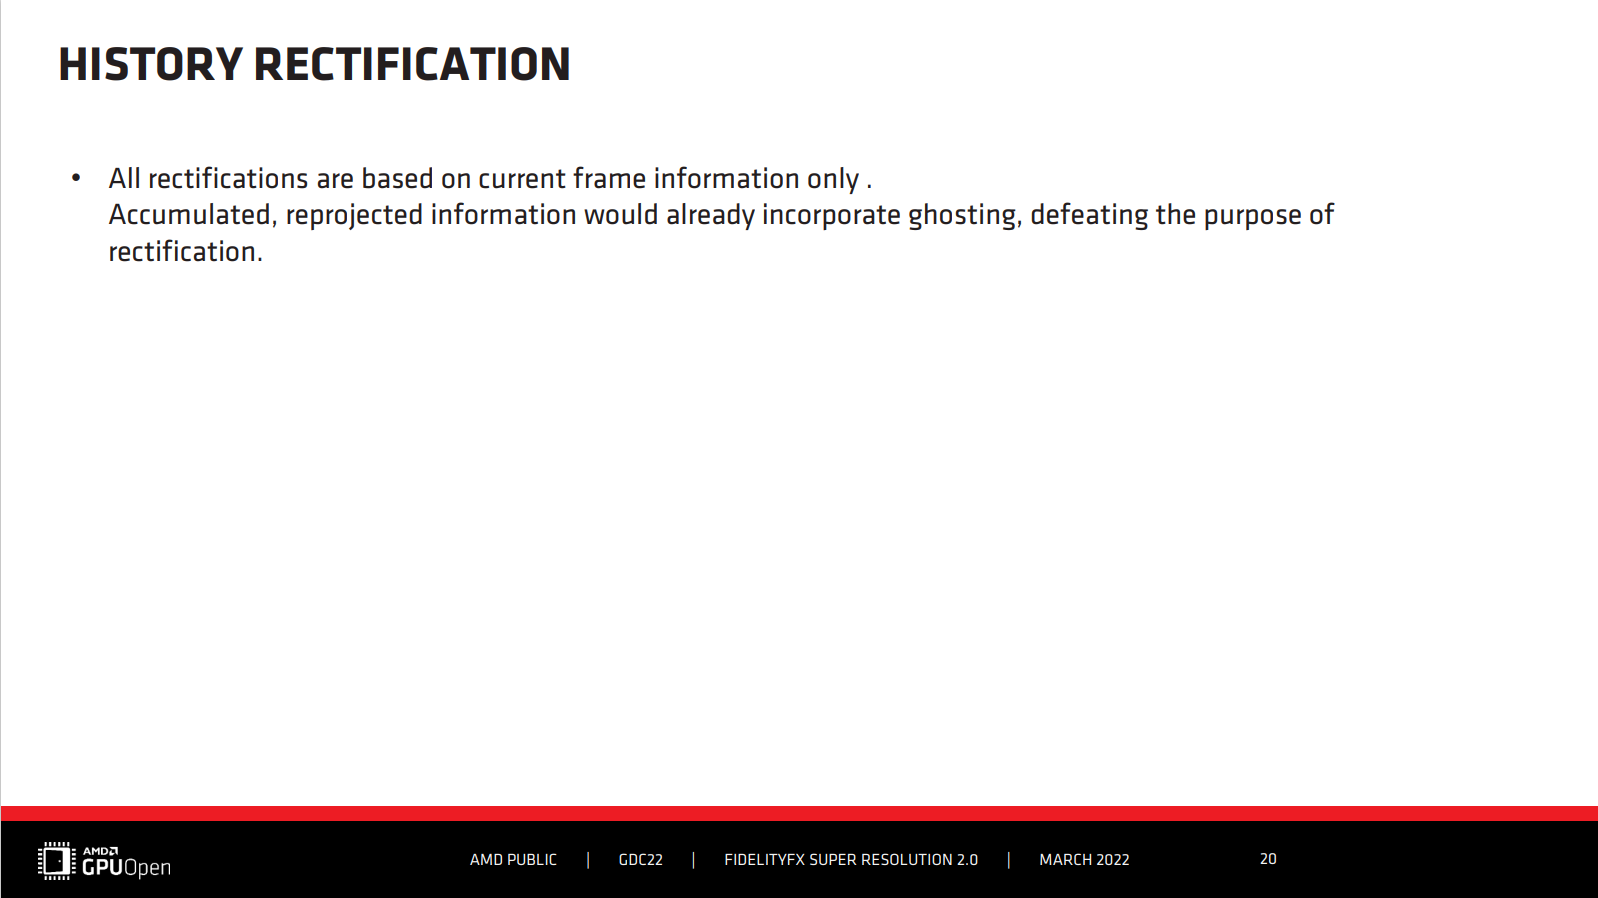 HISTORY RECTIFICATION
• All rectifications are based on current frame information only .
Accumulated, reprojected information would already incorporate ghosting, defeating the purpose of
rectification.
AMD
GPUOpen
AMD PUBLIC | GDC22 | FIDELITYFX SUPER RESOLUTION 2.0 | MARCH 2022 20